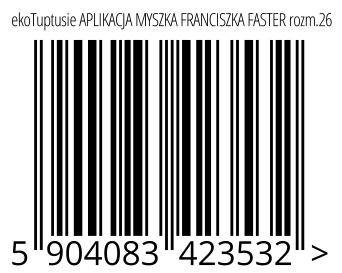 ekoTuptusie APLIKACJA MYSZKA FRANCISZKA FASTER rozm.26
5 904083 423532 >